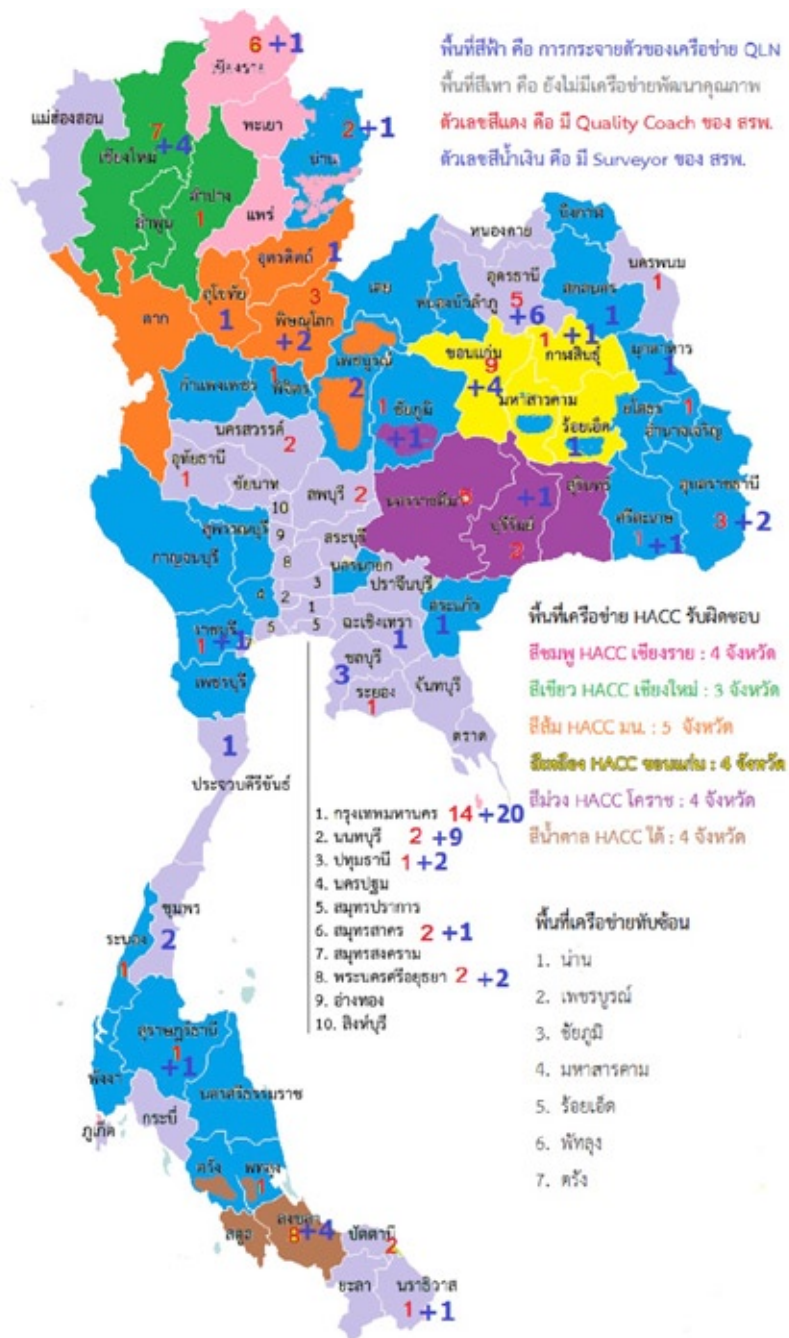 พื้นที่สีฟ้า คือ การกระจายตัวของเครือข่าย QLN
พื้นที่สีเทา คือ ยังไม่มีเครือข่ายพัฒนาคุณภาพ
ตัวเลขสีแดง คือ มี Quality Coach ของ สรพ.
ตัวเลขสีน้ำเงิน คือ มี Surveyor ของ สรพ.
6 +1
เชียงราย
แม่ฮ่องสอน
พะเยา
2 +1
น่าน
7
+4
เชียงใหม่
ลำปาง
1
ลำพูน
แพร่
อุตรดิตถ์
1
ตาก
สุโขทัย
1
3
พิษณุโลก
+2
เลย
หนองบัวลำภู
หนองคาย
บึงกาฬ
อุดรธานี
5
+6
สกลนคร
1
นครพนม
1
เพชรบูรณ์
2
กำแพงเพชร
1
พิจิตร
ขอนแก่น
9
+4
1 +1
กาฬสินธุ์
มุกดาหาร
1
มหาสารคาม
1 ชัยภูมิ
+1
ร้อยเอ็ด
1
ยโสธร
1
อำนาจเจริญ
นครสวรรค์
2
อุทัยธานี
1
ชัยนาท
ลพบุรี
2
10
นครราชสีมา
+1
สุรินทร์
บุรีรัมย์
2
ศรีสะเกษ
1 +1
อุบลราชธานี
3 +2
สุพรรณบุรี
9
สระบุรี
กาญจนบุรี
8
นครนายก
ปราจีนบุรี
3
4
2
1
ฉะเชิงเทรา
1
สระแก้ว
1
ราชบุรี
1 +1
6
5
ชลบุรี
3
เพชรบุรี
ระยอง
1
จันทบุรี
ตราด
1
ประจวบคีรีขันธ์
พื้นที่เครือข่าย HACC รับผิดชอบ
สีชมพู HACC เชียงราย : 4 จังหวัด
สีเขียว HACC เชียงใหม่ : 3 จังหวัด
สีส้ม HACC มน. : 5 จังหวัด
สีเหลือง HACC ขอนแก่น : 4 จังหวัด
สีม่วง HACC โคราช : 4 จังหวัด
สีน้ำตาล HACC ใต้ : 4 จังหวัด
1. กรุงเทพมหานคร 14 +20
2. นนทบุรี 2 +9
3. ปทุมธานี 1 +2
4. นครปฐม
5. สมุทรปราการ
6. สมุทรสาคร 2 +1
7. สมุทรสงคราม
8. พระนครศรีอยุธยา 2 +2
9. อ่างทอง
10. สิงห์บุรี
พื้นที่เครือข่ายทับซ้อน
1. น่าน
2. เพชรบูรณ์
3. ชัยภูมิ
4. มหาสารคาม
5. ร้อยเอ็ด
6. พัทลุง
7. ตรัง
ชุมพร
2
ระนอง
1
สุราษฎร์ธานี
1
+1
พังงา
นครศรีธรรมราช
กระบี่
ภูเก็ต
ตรัง
พัทลุง
1
สตูล
สงขลา
8 +4
ปัตตานี
2
ยะลา
นราธิวาส
1 +1